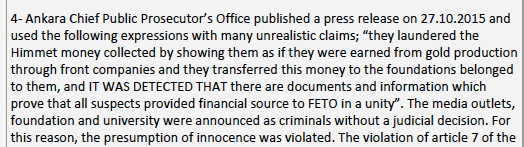 4- Ankara Chief Public Prosecutor's Office published a press release on 27.10.2015 and
used the following expressions with many unrealistic claims; “they laundered the
Himmet money collected by showing them as if they were earned from gold production
through front companies and they transferred this money to the foundations belonged
to them, and IT WAS DETECTED THAT there are documents and information which
prove that all suspects provided financial source to FETO in a unity”. The media outlets,
foundation and university were announced as criminals without a judicial decision. For
this reason, the presumption of innocence was violated. The violation of article 7 of the